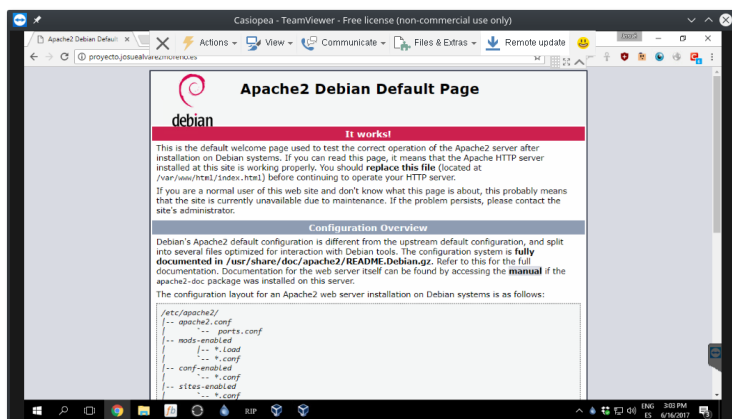 Casiopea - TeamViewer - Free license (non-commercial use only)
Apache2 Debian Default
Actions View Communicate Files & Extras Remote update
proyecto.josuealvarezmoreno.es
Apache2 Debian Default Page
debian
It works!
This is the default welcome page used to test the correct operation of the Apache2 server after
installation on Debian systems. If you can read this page, it means that the Apache HTTP server
installed at this site is working properly. You should replace this file (located at
/var/www/html/index.html) before continuing to operate your HTTP server.
If you are a normal user of this web site and don't know what this page is about, this probably means
that the site is currently unavailable due to maintenance. If the problem persists, please contact the
site's administrator.
Configuration Overview
Debian's Apache2 default configuration is different from the upstream default configuration, and split
into several files optimized for interaction with Debian tools. The configuration system is fully
documented in /usr/share/doc/apache2/README.Debian.gz. Refer to this for the full
documentation. Documentation for the web server itself can be found by accessing the manual if the
apache2-doc package was installed on this server.
The configuration layout for an Apache2 web server installation on Debian systems is as follows:
/etc/apache2/
|-- apache2.conf
|       `--  ports.conf
|-- mods-enabled
|       |-- *.load
|       `-- *.conf
|-- conf-enabled
|       `-- *.conf
|-- sites-enabled
|       `-- *.conf
fb RIP ENG 3:03 PM
ES 6/16/2017